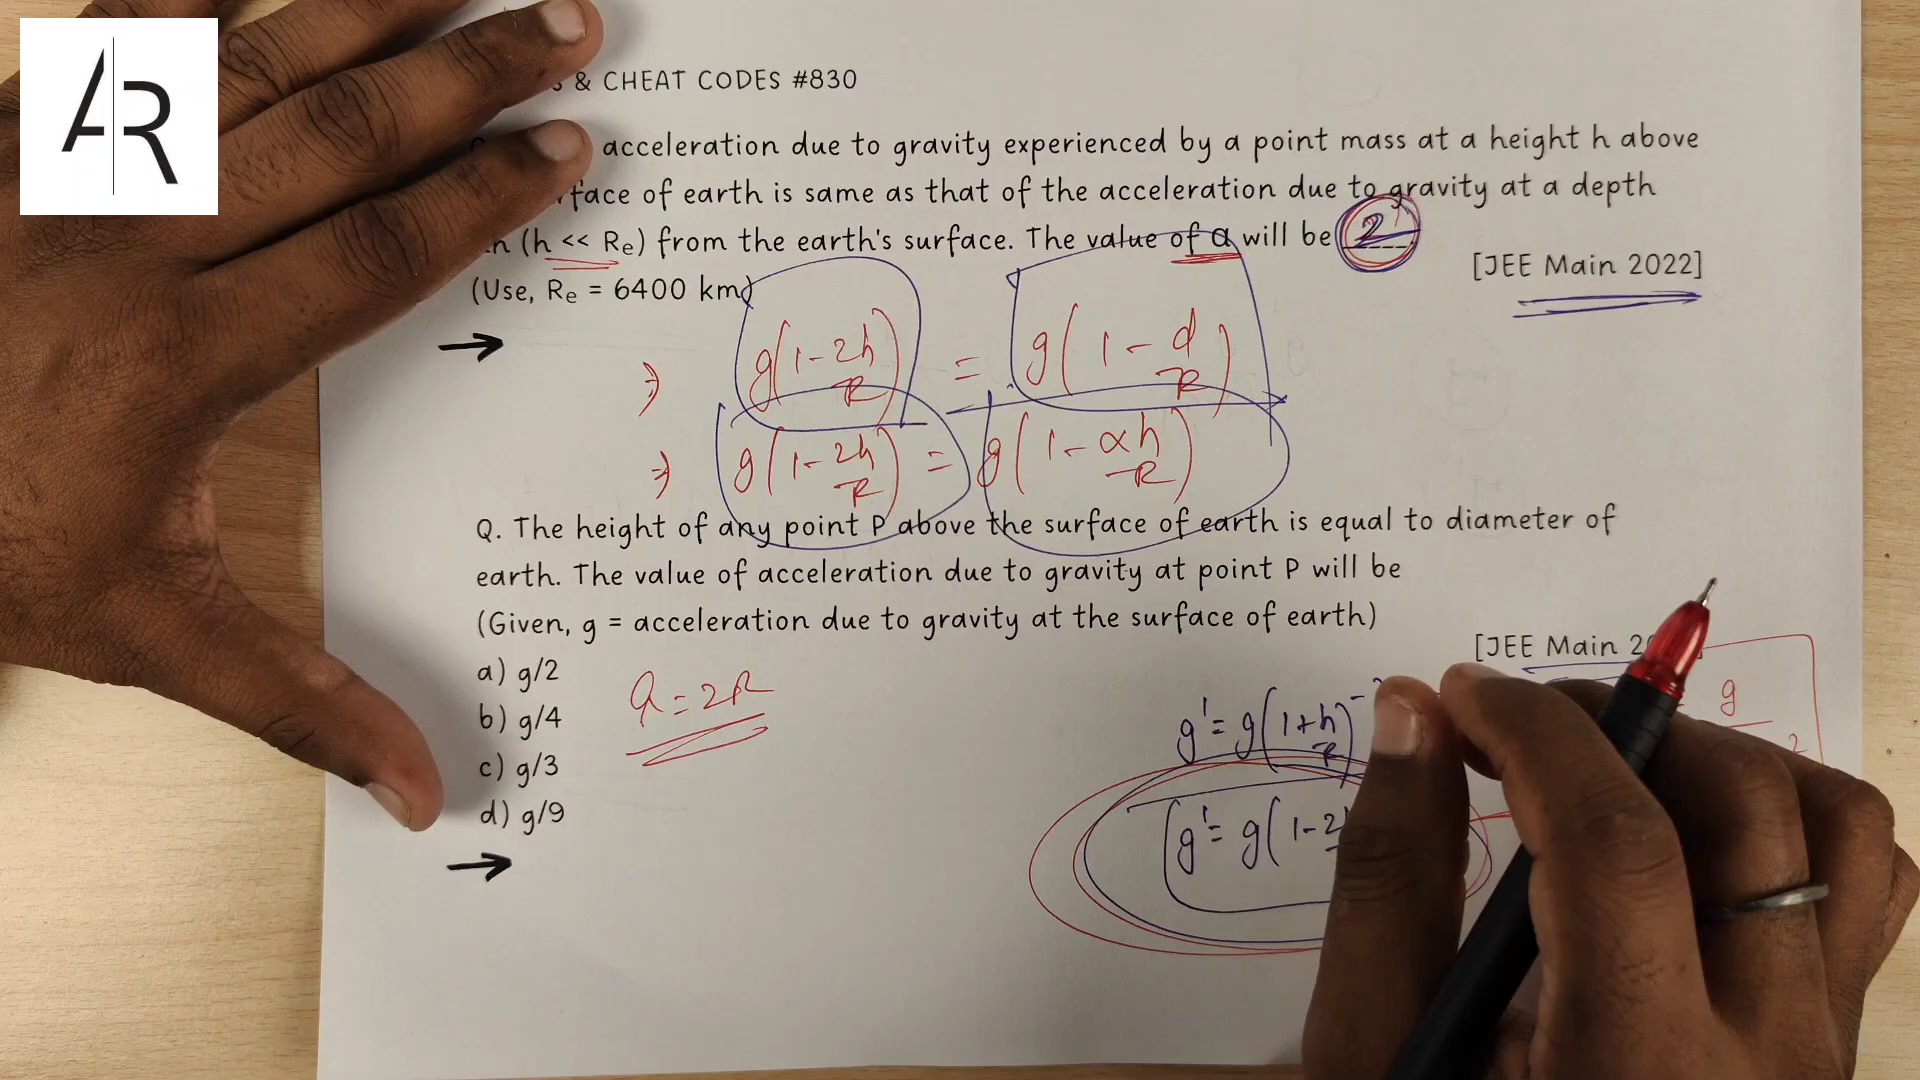 AR
& CHEAT CODES #830
acceleration due to gravity experienced by a point mass at a height h above
face of earth is same as that of the acceleration due to gravity at a depth
h (h << Re) from the earth's surface. The value of α will be 2
[JEE Main 2022]
(Use, Re = 6400 km)
→
⇒ g(1-2h/R) = g(1-d/R)
⇒ g(1-2h/R) = g(1-αh/R)
Q. The height of any point P above the surface of earth is equal to diameter of
earth. The value of acceleration due to gravity at point P will be
(Given, g = acceleration due to gravity at the surface of earth)
[JEE Main 2
a) g/2
b) g/4
c) g/3
d) g/9
=2R
g'=g(1+h/R)^-
g
2
g'=g(1-2
→